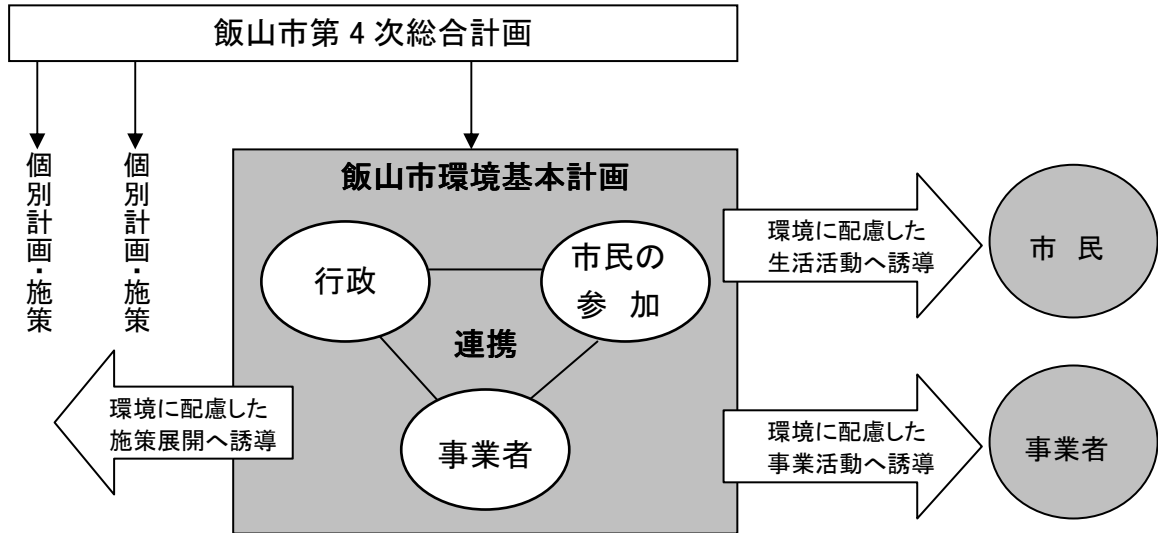 飯山市第4次総合計画
個別計画・施策
個別計画・施策
飯山市環境基本計画
行政
市民の
参 加
連携
事業者
環境に配慮した
施策展開へ誘導
環境に配慮した
生活活動へ誘導
市 民
環境に配慮した
事業活動へ誘導
事業者